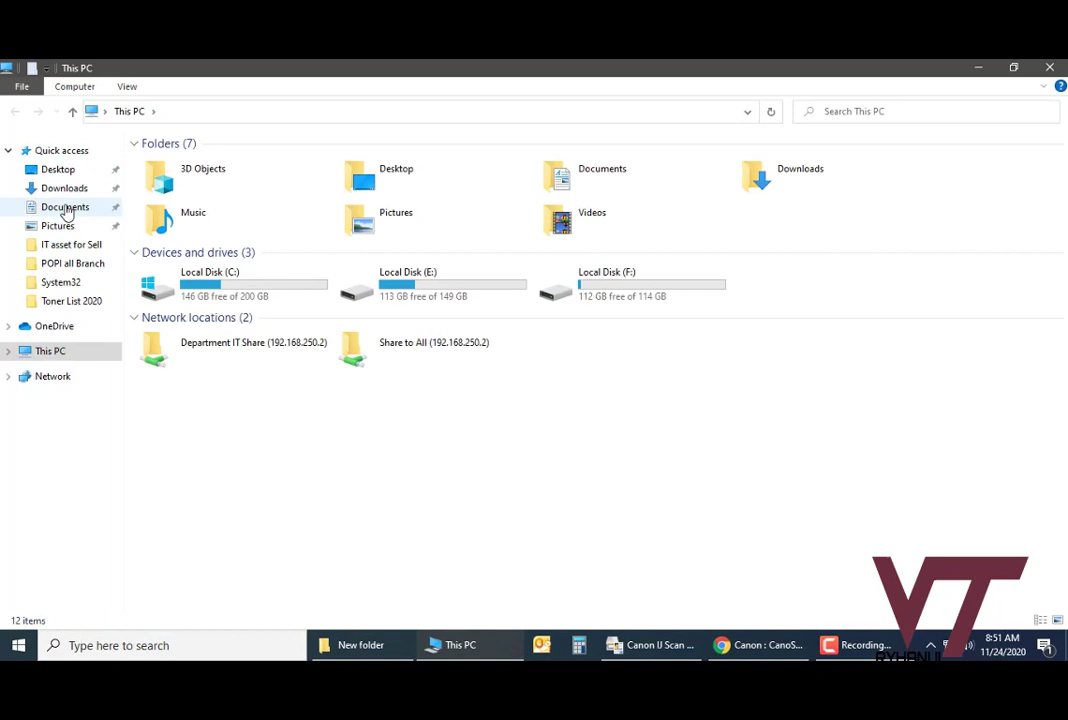 This PC
File
Computer
View
This PC
Search This PC
Quick access
Desktop
Downloads
Documents
Pictures
IT asset for Sell
POPI all Branch
System32
Toner List 2020
OneDrive
This PC
Network
Folders (7)
3D Objects
Desktop
Documents
Downloads
Music
Pictures
Videos
Devices and drives (3)
Local Disk (C:)
146 GB free of 200 GB
Local Disk (E:)
113 GB free of 149 GB
Local Disk (F:)
112 GB free of 114 GB
Network locations (2)
Department IT Share (192.168.250.2)
Share to All (192.168.250.2)
12 items
VT
Type here to search
New folder
This PC
Canon IJ Scan ...
Canon : CanoS...
Recording...
8:51 AM
11/24/2020
1